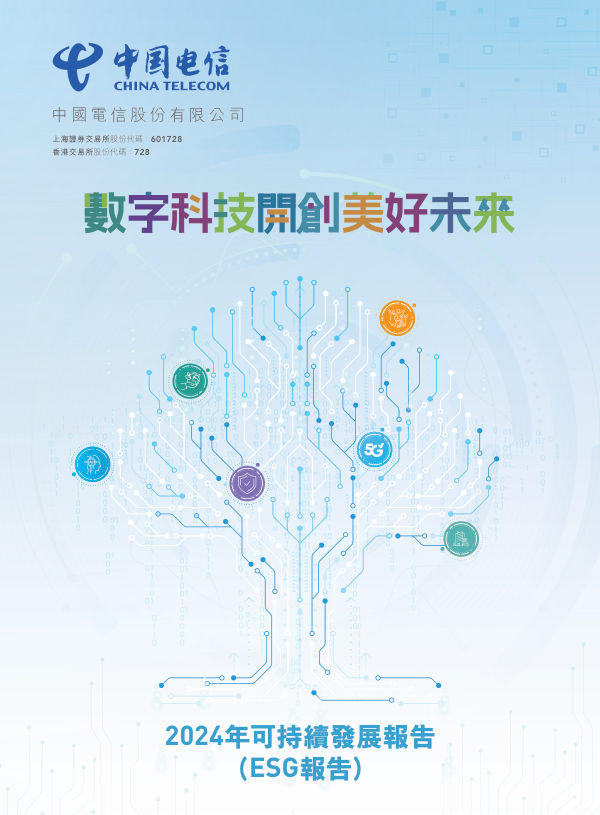 中国电信
CHINA TELECOM
中國電信股份有限公司
上海證券交易所股份代碼：601728
香港交易所股份代碼：728
數字科技開創美好未來
5G
2024年可持續發展報告
(ESG報告)